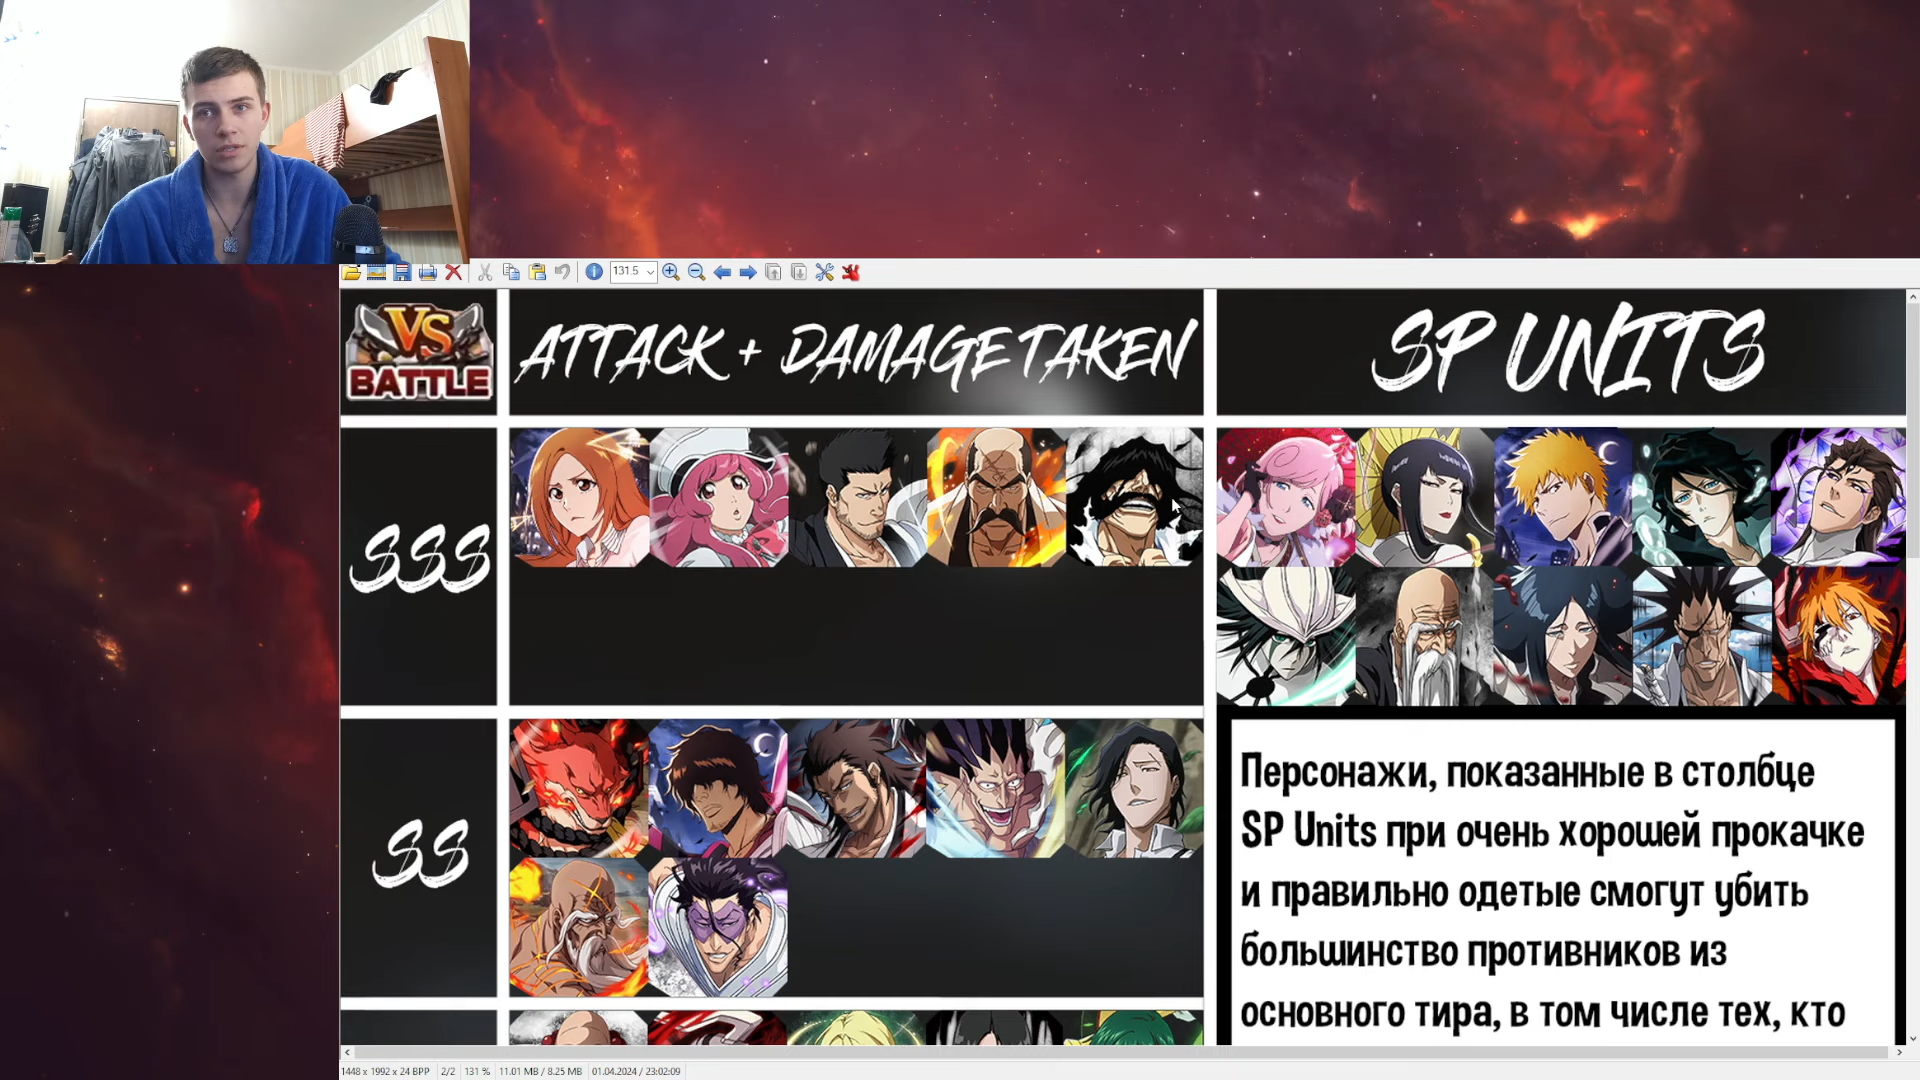 131.5
VS
BATTLE
ATTACK + DAMAGE TAKEN
SP UNITS
SSS
SS
Персонажи, показанные в столбце
SP Units при очень хорошей прокачке
и правильно одетые смогут убить
большинство противников из
основного тира, в том числе тех, кто
1448 x 1992 x 24 BPP 2/2 131 % 11.01 MB / 8.25 MB 01.04.2024 / 23:02:09